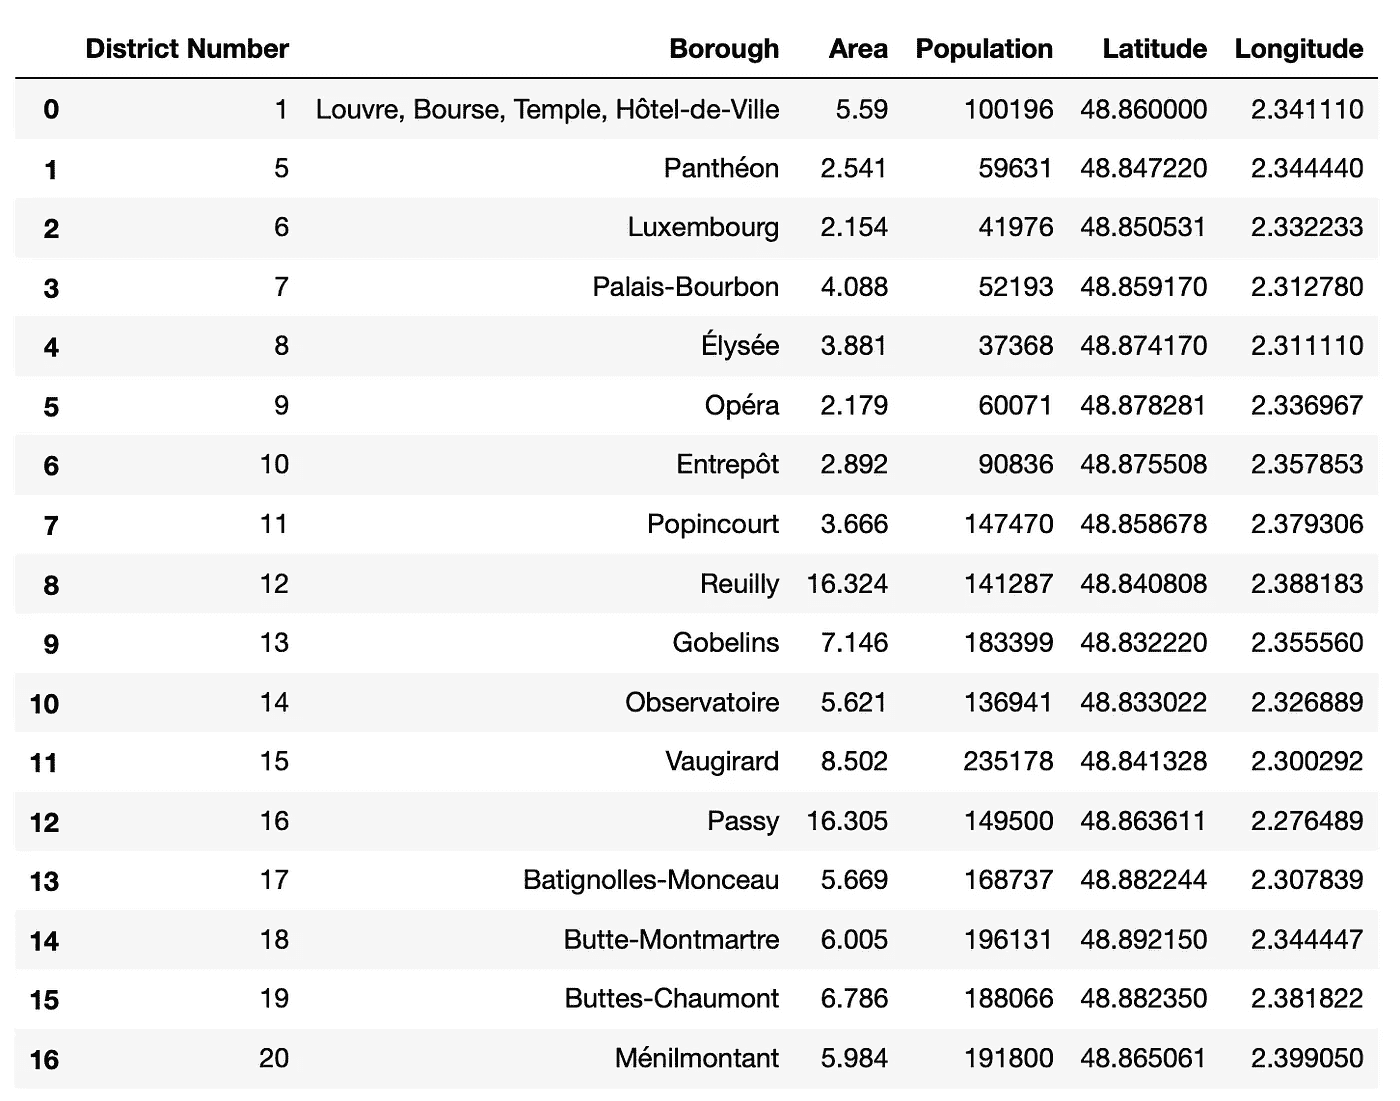 District Number Borough Area Population Latitude Longitude
0 1 Louvre, Bourse, Temple, Hôtel-de-Ville 5.59 100196 48.860000 2.341110
1 5 Panthéon 2.541 59631 48.847220 2.344440
2 6 Luxembourg 2.154 41976 48.850531 2.332233
3 7 Palais-Bourbon 4.088 52193 48.859170 2.312780
4 8 Élysée 3.881 37368 48.874170 2.311110
5 9 Opéra 2.179 60071 48.878281 2.336967
6 10 Entrepôt 2.892 90836 48.875508 2.357853
7 11 Popincourt 3.666 147470 48.858678 2.379306
8 12 Reuilly 16.324 141287 48.840808 2.388183
9 13 Gobelins 7.146 183399 48.832220 2.355560
10 14 Observatoire 5.621 136941 48.833022 2.326889
11 15 Vaugirard 8.502 235178 48.841328 2.300292
12 16 Passy 16.305 149500 48.863611 2.276489
13 17 Batignolles-Monceau 5.669 168737 48.882244 2.307839
14 18 Butte-Montmartre 6.005 196131 48.892150 2.344447
15 19 Buttes-Chaumont 6.786 188066 48.882350 2.381822
16 20 Ménilmontant 5.984 191800 48.865061 2.399050